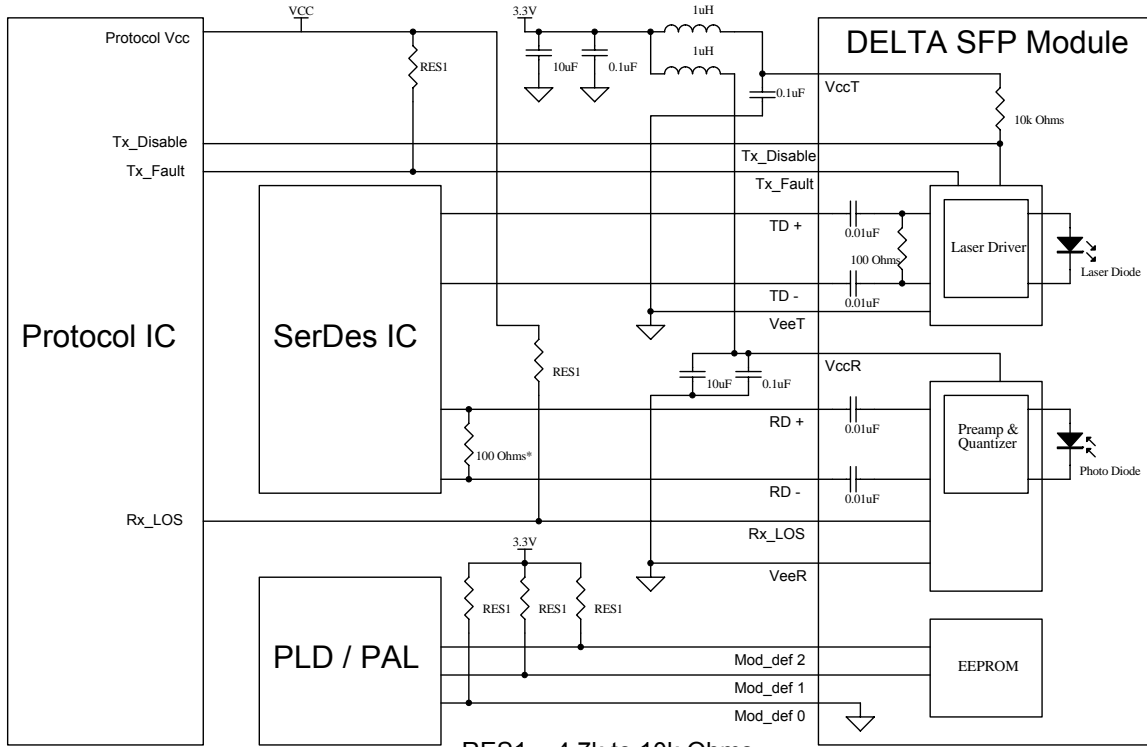 VCC
3.3V
1uH
DELTA SFP Module
Protocol Vcc
RES1
10uF
0.1uF
1uH
0.1uF
VccT
10k Ohms
Tx_Disable
Tx_Disable
Tx_Fault
Tx_Fault
TD +
0.01uF
Laser Driver
100 Ohms
Laser Diode
TD -
0.01uF
VeeT
Protocol IC
SerDes IC
RES1
10uF
0.1uF
VccR
RD +
0.01uF
Preamp &
Quantizer
100 Ohms*
Photo Diode
RD -
0.01uF
Rx_LOS
Rx_LOS
3.3V
VeeR
RES1
RES1
RES1
PLD / PAL
Mod_def 2
EEPROM
Mod_def 1
Mod_def 0